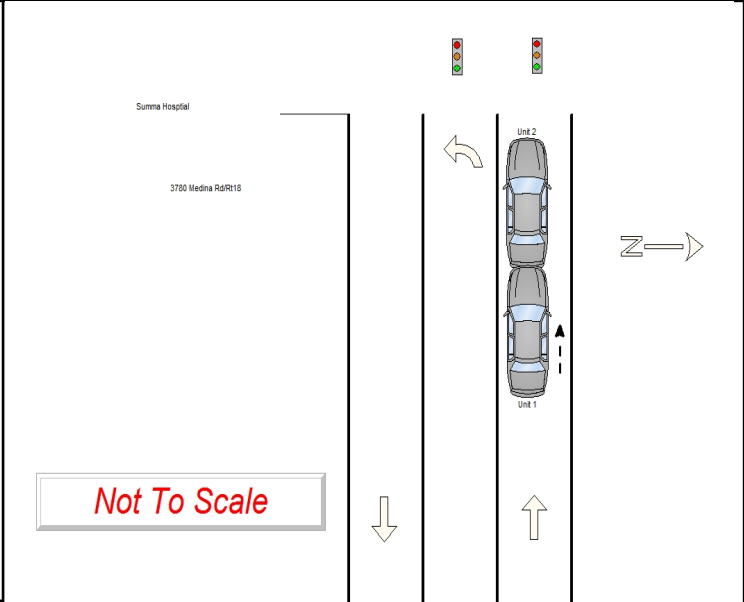 Summa Hosptial
Unit 2
3780 Medina Rd/Rt18
N
Unit 1
Not To Scale